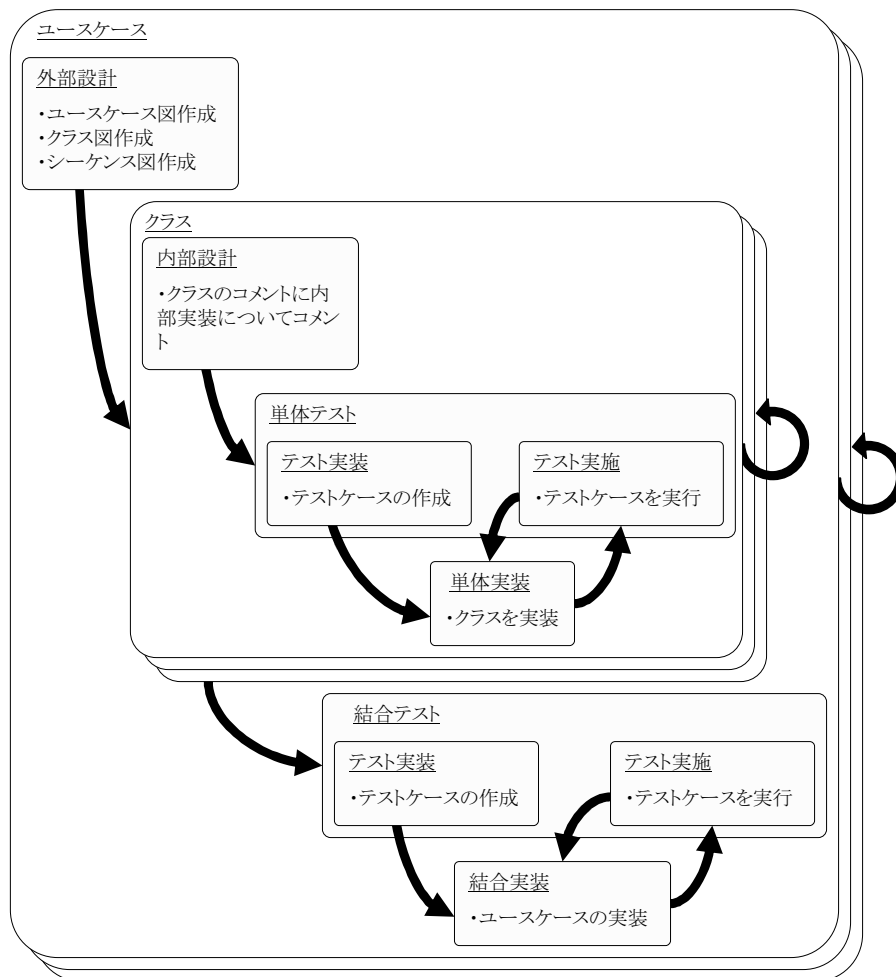 ユースケース
外部設計
・ユースケース図作成
・クラス図作成
・シーケンス図作成
クラス
内部設計
・クラスのコメントに内
部実装についてコメン
ト
単体テスト
テスト実装
・テストケースの作成
テスト実施
・テストケースを実行
単体実装
・クラスを実装
結合テスト
テスト実装
・テストケースの作成
テスト実施
・テストケースを実行
結合実装
・ユースケースの実装